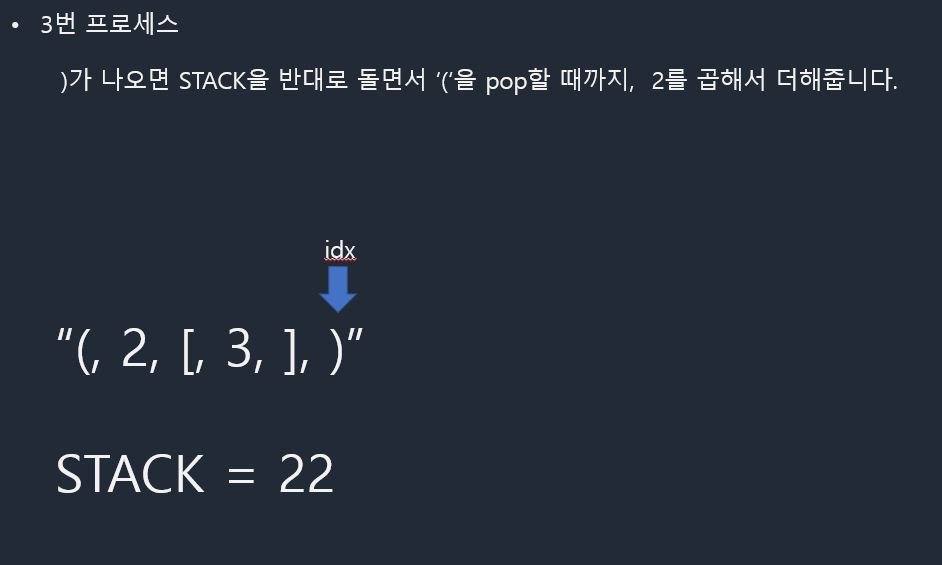 • 3번 프로세스
)가 나오면 STACK을 반대로 돌면서 ‘(‘을 pop할 때까지, 2를 곱해서 더해줍니다.
idx
“(, 2, [, 3, ], )”
STACK = 22